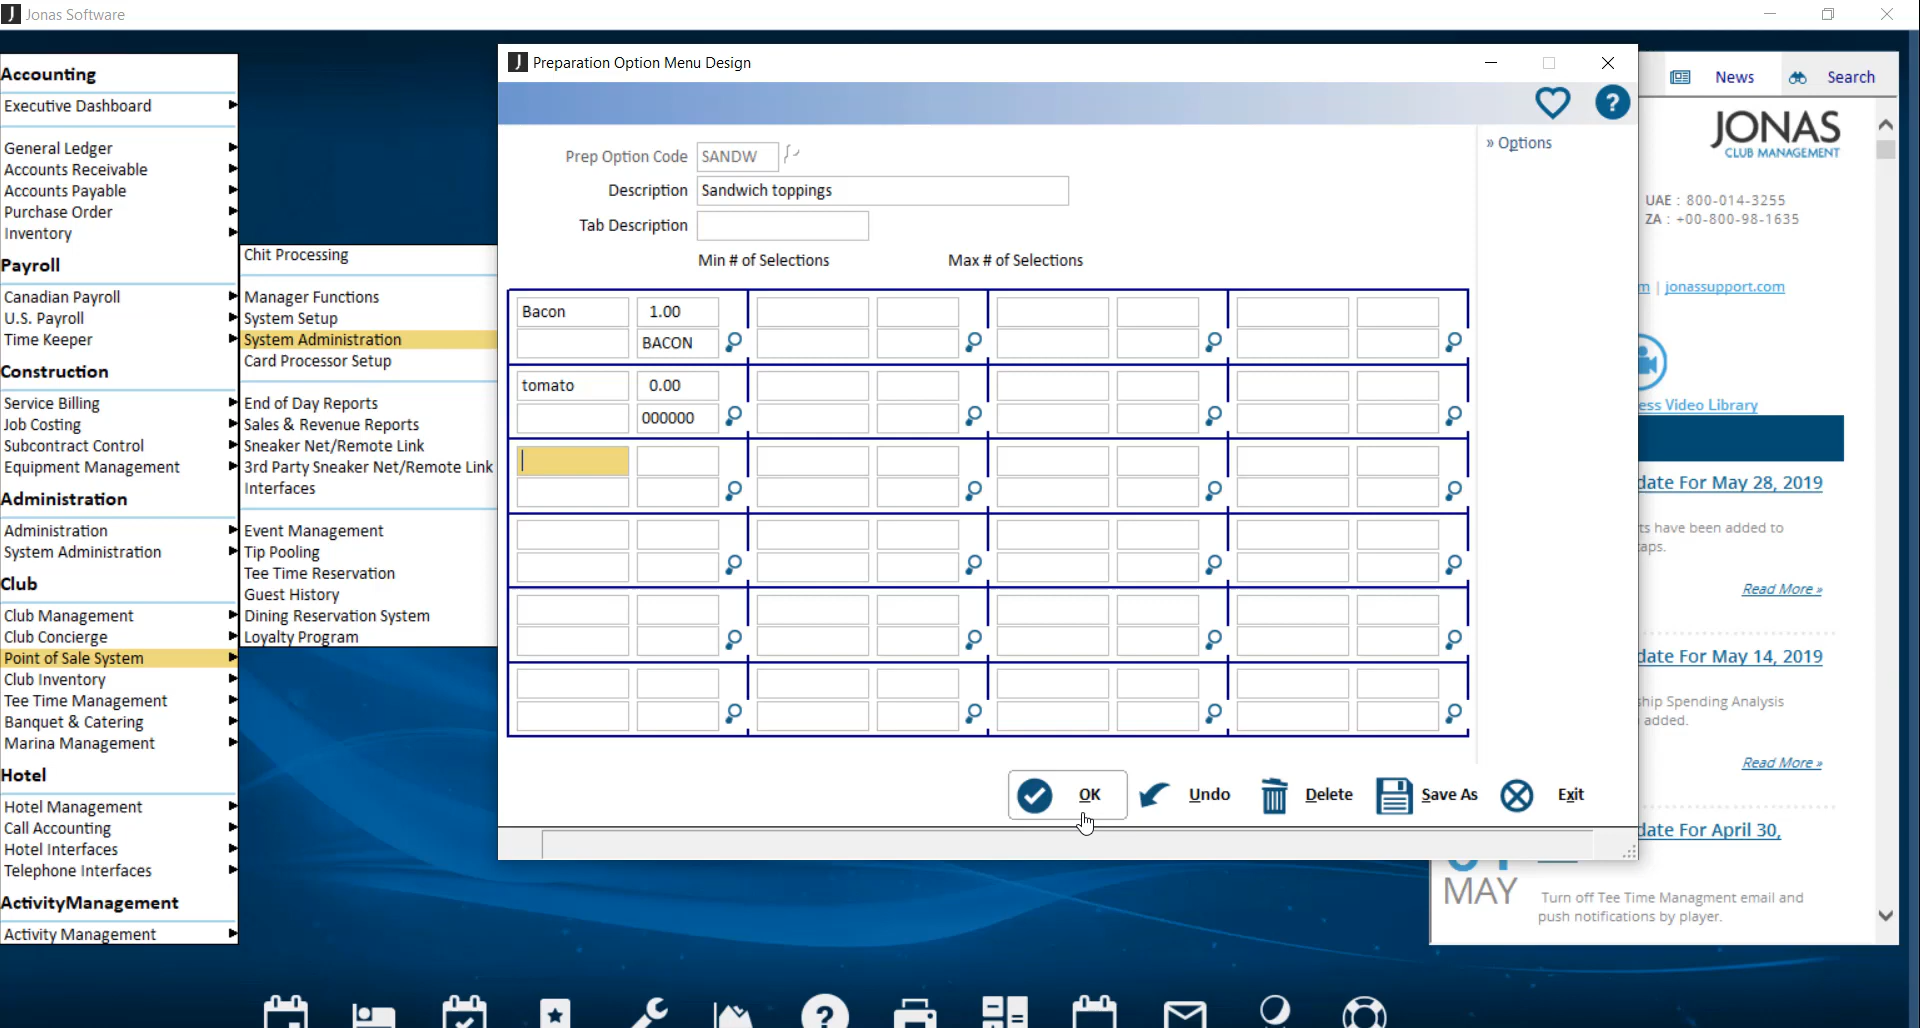 J Jonas Software
Accounting
Executive Dashboard
General Ledger
Accounts Receivable
Accounts Payable
Purchase Order
Inventory
Payroll
Canadian Payroll
U.S. Payroll
Time Keeper
Construction
Service Billing
Job Costing
Subcontract Control
Equipment Management
Administration
Administration
System Administration
Club
Club Management
Club Concierge
Point of Sale System
Club Inventory
Tee Time Management
Banquet & Catering
Marina Management
Hotel
Hotel Management
Call Accounting
Hotel Interfaces
Telephone Interfaces
ActivityManagement
Activity Management
Chit Processing
Manager Functions
System Setup
System Administration
Card Processor Setup
End of Day Reports
Sales & Revenue Reports
Sneaker Net/Remote Link
3rd Party Sneaker Net/Remote Link
Interfaces
Event Management
Tip Pooling
Tee Time Reservation
Guest History
Dining Reservation System
Loyalty Program
J Preparation Option Menu Design
?
» Options
Prep Option Code SANDW
Description Sandwich toppings
Tab Description
Min # of Selections Max # of Selections
Bacon 1.00
BACON
tomato 0.00
000000
OK Undo Delete Save As Exit
News Search
JONAS
CLUB MANAGEMENT
UAE : 800-014-3255
ZA : +00-800-98-1635
m | jonassupport.com
ess Video Library
date For May 28, 2019
ts have been added to
aps.
Read More »
date For May 14, 2019
ship Spending Analysis
added.
Read More »
date For April 30,
MAY
Turn off Tee Time Managment email and
push notifications by player.
?